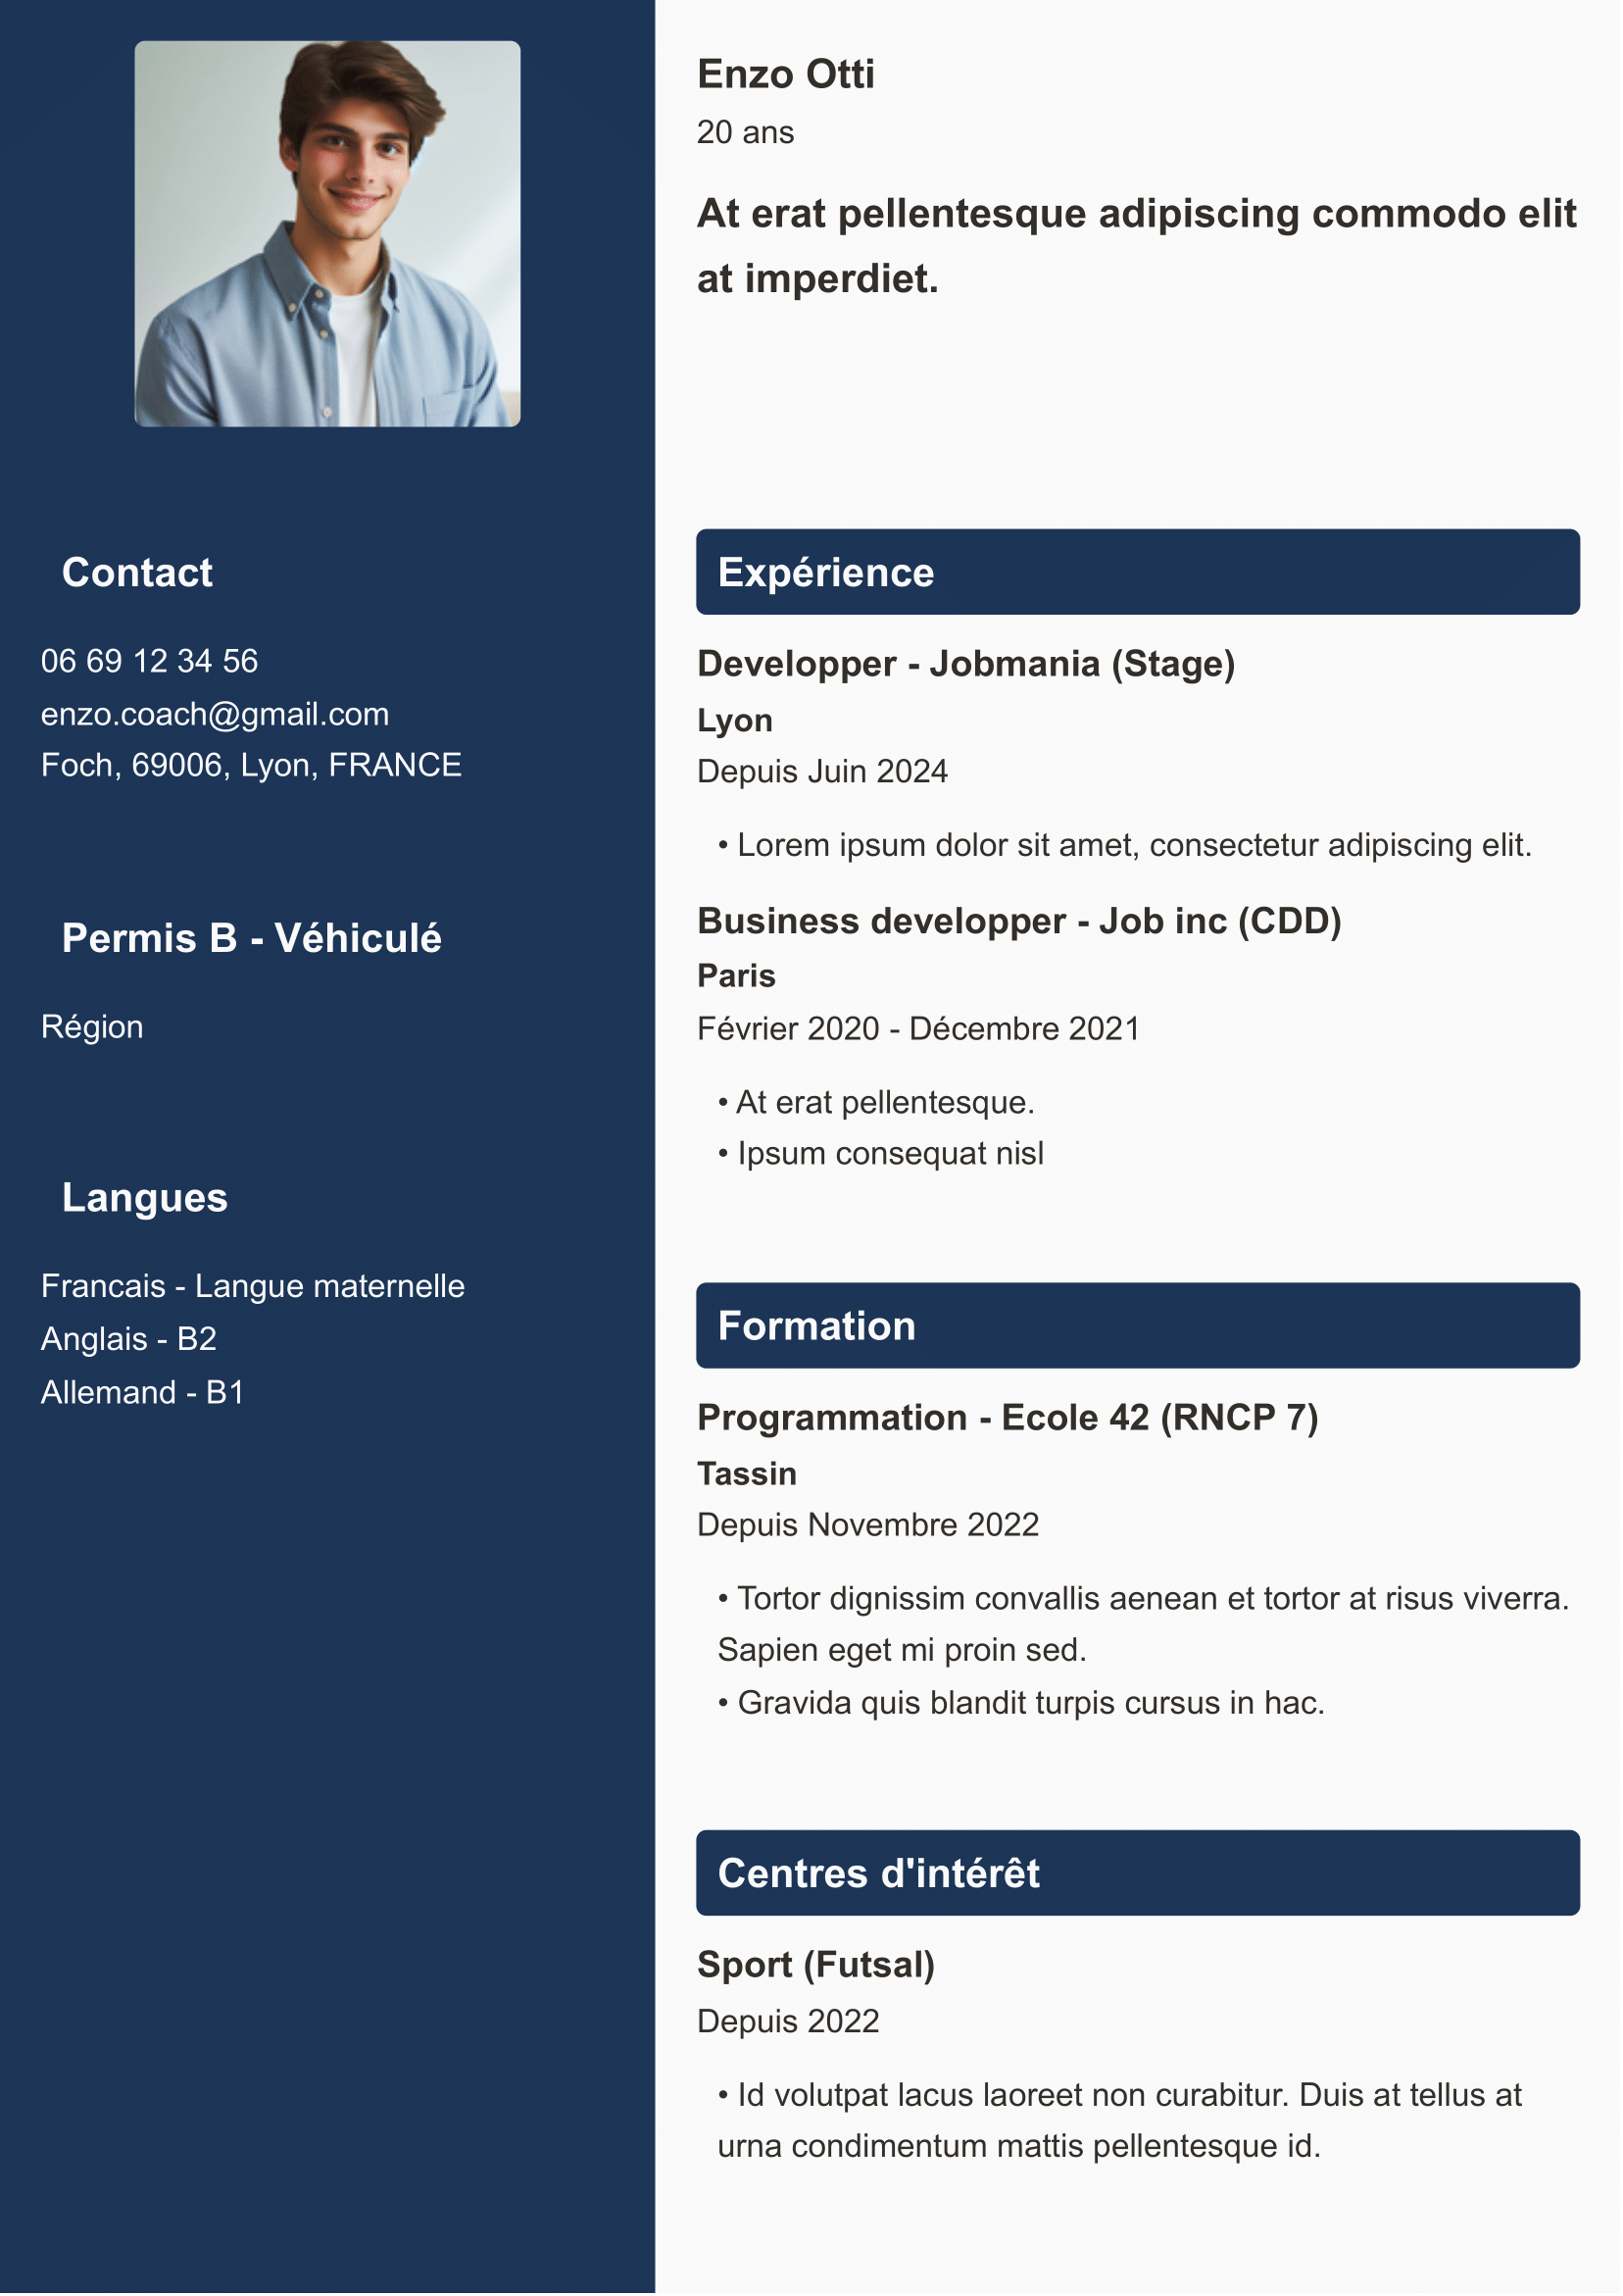 Enzo Otti
20 ans
At erat pellentesque adipiscing commodo elit
at imperdiet.
Contact
06 69 12 34 56
enzo.coach@gmail.com
Foch, 69006, Lyon, FRANCE
Permis B - Véhiculé
Région
Langues
Francais - Langue maternelle
Anglais - B2
Allemand - B1
Expérience
Developper - Jobmania (Stage)
Lyon
Depuis Juin 2024
• Lorem ipsum dolor sit amet, consectetur adipiscing elit.
Business developper - Job inc (CDD)
Paris
Février 2020 - Décembre 2021
• At erat pellentesque.
• Ipsum consequat nisl
Formation
Programmation - Ecole 42 (RNCP 7)
Tassin
Depuis Novembre 2022
• Tortor dignissim convallis aenean et tortor at risus viverra.
Sapien eget mi proin sed.
• Gravida quis blandit turpis cursus in hac.
Centres d'intérêt
Sport (Futsal)
Depuis 2022
• Id volutpat lacus laoreet non curabitur. Duis at tellus at
urna condimentum mattis pellentesque id.